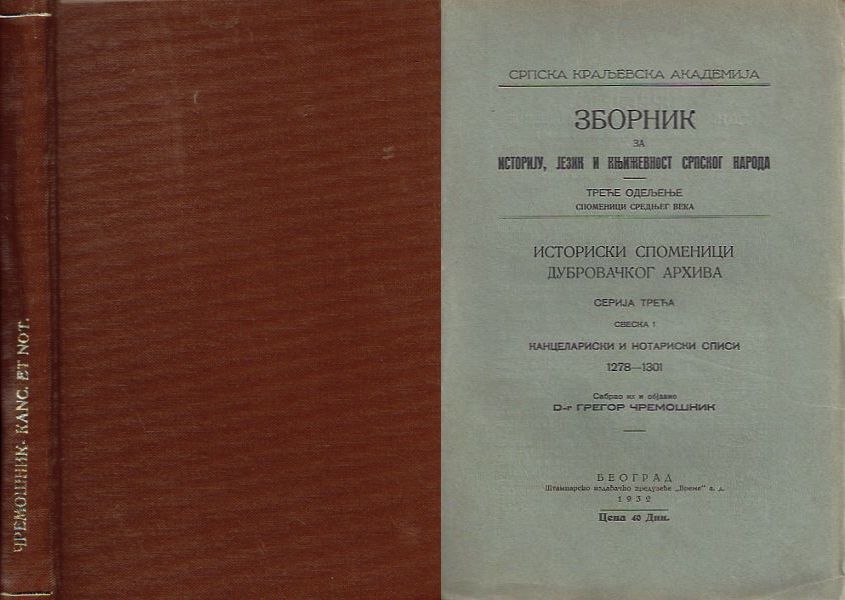 ЧРЕМОШНИК- KANC. ET NOT.
СРПСКА КРАЉЕВСКА АКАДЕМИЈА
ЗБОРНИК
ЗА
ИСТОРИЈУ, ЈЕЗИК И КЊИЖЕВНОСТ СРПСКОГ НАРОДА
ТРЕЋЕ ОДЕЉЕЊЕ
СПОМЕНИЦИ СРЕДЊЕГ ВЕКА
ИСТОРИСКИ СПОМЕНИЦИ
ДУБРОВАЧКОГ АРХИВА
СЕРИЈА ТРЕЋА
СВЕСКА 1
КАНЦЕЛАРИСКИ И НОТАРИСКИ СПИСИ
1278—1301
Сабрао их и објавио
D-r ГРЕГОР ЧРЕМОШНИК
БЕОГРАД
Штампарско издавачко предузеће „Време" а. д.
1932
Цена 40 Дин.